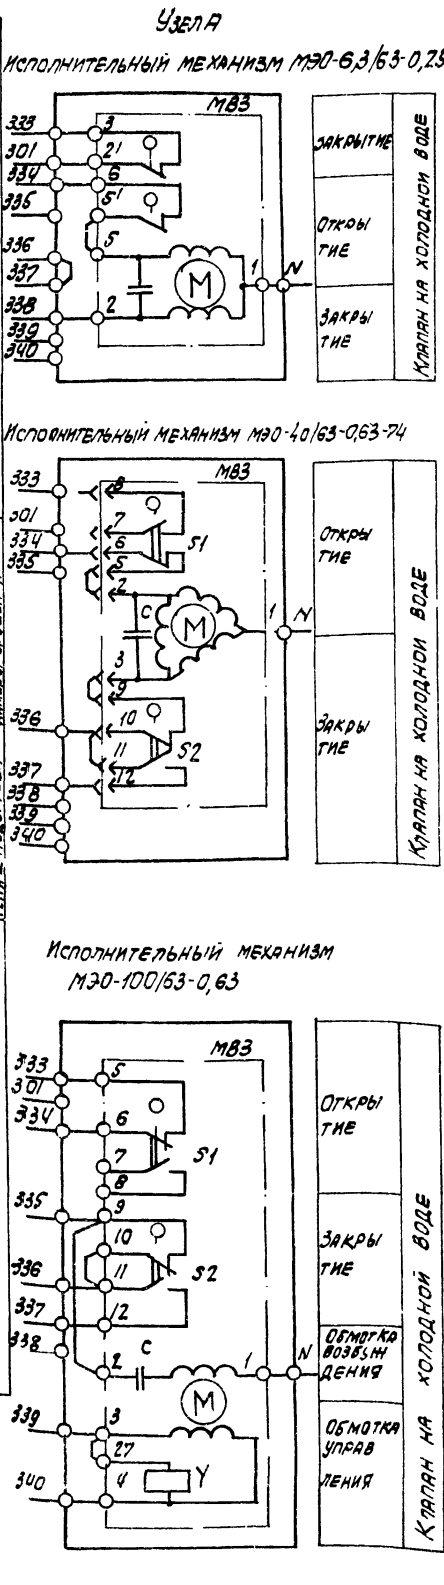 УЗЕЛ А
ИСПОЛНИТЕЛЬНЫЙ МЕХАНИЗМ МЭО-6,3/63-0,25
МВЗ
333
301
334
335
336
337
338
339
340
3
2'
6
5'
5
2
1
N
М
ЗАКРЫТИЕ
ОТКРЫ
ТИЕ
ЗАКРЫ
ТИЕ
КЛАПАН НА ХОЛОДНОЙ ВОДЕ
ИСПОЛНИТЕЛЬНЫЙ МЕХАНИЗМ МЭО-40/63-0,63-74
МВЗ
333
301
334
335
336
337
338
339
340
8
7
6
5
2
3
9
10
11
12
S1
C
М
S2
1
N
ОТКРЫ
ТИЕ
ЗАКРЫ
ТИЕ
КЛАПАН НА ХОЛОДНОЙ ВОДЕ
ИСПОЛНИТЕЛЬНЫЙ МЕХАНИЗМ
МЭО-100/63-0,63
МВЗ
333
301
334
335
336
337
338
339
340
5
6
7
8
9
10
11
12
2
3
27
4
S1
S2
C
М
Y
1
N
ОТКРЫ
ТИЕ
ЗАКРЫ
ТИЕ
ОБМОТКА
ВОЗБУЖ
ДЕНИЯ
ОБМОТКА
УПРАВ
ЛЕНИЯ
КЛАПАН НА ХОЛОДНОЙ ВОДЕ